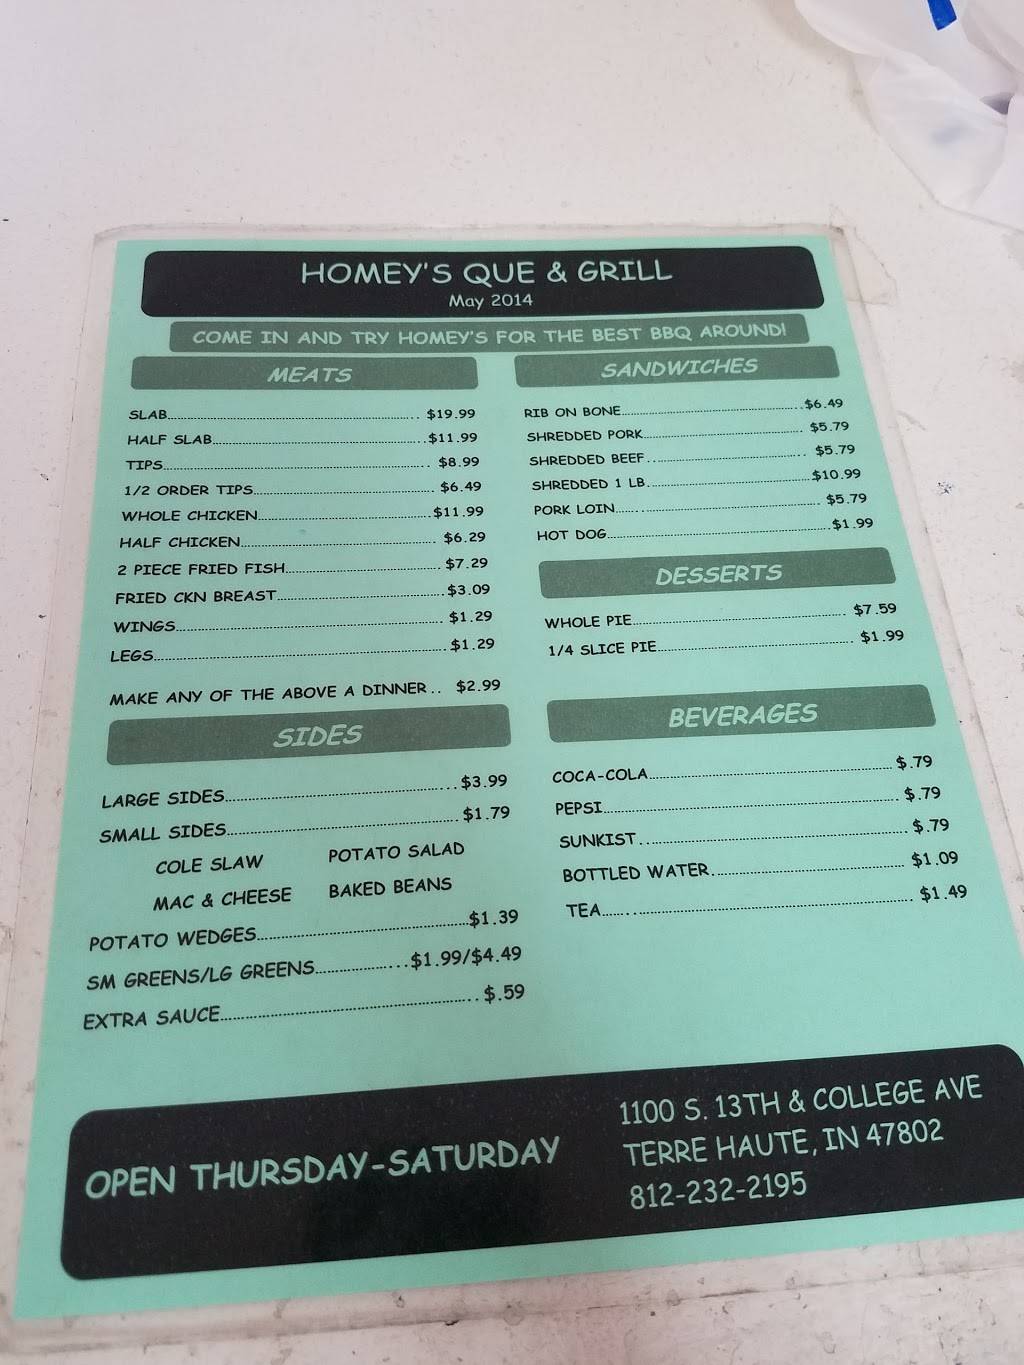 HOMEY'S QUE & GRILL
May 2014
COME IN AND TRY HOMEY'S FOR THE BEST BBQ AROUND!
MEATS
SLAB $19.99
HALF SLAB $11.99
TIPS $8.99
1/2 ORDER TIPS $6.49
WHOLE CHICKEN $11.99
HALF CHICKEN $6.29
2 PIECE FRIED FISH $7.29
FRIED CKN BREAST $3.09
WINGS $1.29
LEGS $1.29
MAKE ANY OF THE ABOVE A DINNER.. $2.99
SIDES
LARGE SIDES $3.99
SMALL SIDES $1.79
COLE SLAW POTATO SALAD
MAC & CHEESE BAKED BEANS
POTATO WEDGES $1.39
SM GREENS/LG GREENS $1.99/$4.49
EXTRA SAUCE $.59
SANDWICHES
RIB ON BONE $6.49
SHREDDED PORK $5.79
SHREDDED BEEF $5.79
SHREDDED 1 LB. $10.99
PORK LOIN $5.79
HOT DOG $1.99
DESSERTS
WHOLE PIE $7.59
1/4 SLICE PIE $1.99
BEVERAGES
COCA-COLA $.79
PEPSI $.79
SUNKIST $.79
BOTTLED WATER $1.09
TEA $1.49
OPEN THURSDAY-SATURDAY
1100 S. 13TH & COLLEGE AVE
TERRE HAUTE, IN 47802
812-232-2195